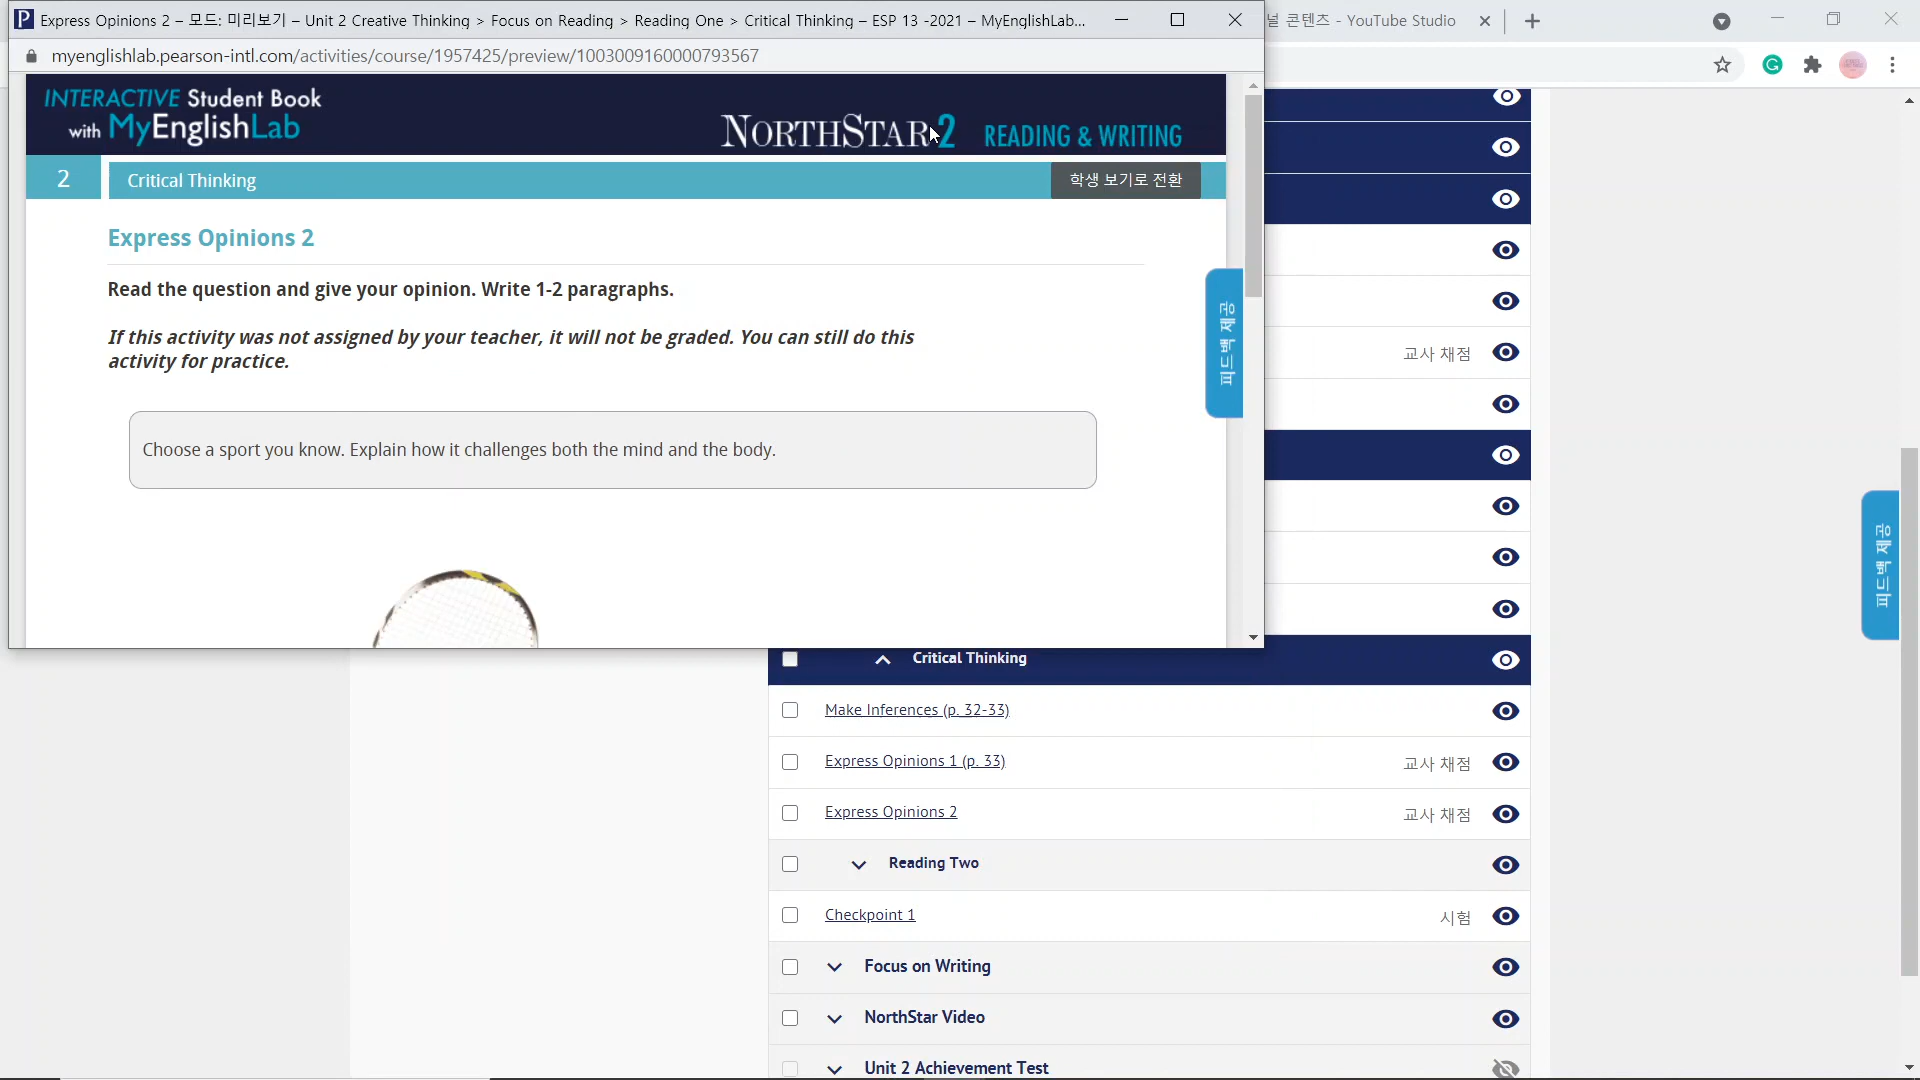 Express Opinions 2 – 모드: 미리보기 – Unit 2 Creative Thinking > Focus on Reading > Reading One > Critical Thinking – ESP 13 -2021 – MyEnglishLab...
널 콘텐츠 - YouTube Studio
myenglishlab.pearson-intl.com/activities/course/1957425/preview/1003009160000793567
INTERACTIVE Student Book
with MyEnglishLab
NORTHSTAR 2 READING & WRITING
2 Critical Thinking 학생 보기로 전환
Express Opinions 2
Read the question and give your opinion. Write 1-2 paragraphs.
If this activity was not assigned by your teacher, it will not be graded. You can still do this
activity for practice.
피드백 제공
교사 채점
Choose a sport you know. Explain how it challenges both the mind and the body.
피드백 제공
Critical Thinking
Make Inferences (p. 32-33)
Express Opinions 1 (p. 33) 교사 채점
Express Opinions 2 교사 채점
Reading Two
Checkpoint 1 시험
Focus on Writing
NorthStar Video
Unit 2 Achievement Test